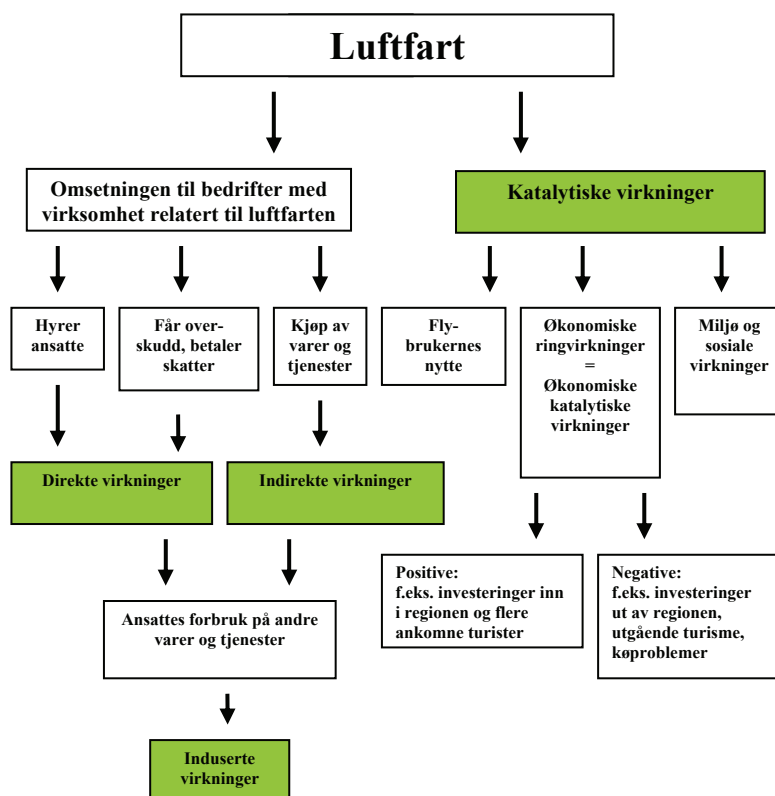 Luftfart
Omsetningen til bedrifter med
virksomhet relatert til luftfarten
Katalytiske virkninger
Hyrer
ansatte
Får over-
skudd, betaler
skatter
Kjøp av
varer og
tjenester
Fly-
brukernes
nytte
Økonomiske
ringvirkninger
=
Økonomiske
katalytiske
virkninger
Miljø og
sosiale
virkninger
Direkte virkninger
Indirekte virkninger
Positive:
f.eks. investeringer inn
i regionen og flere
ankomne turister
Negative:
f.eks. investeringer
ut av regionen,
utgående turisme,
køproblemer
Ansattes forbruk på andre
varer og tjenester
Induserte
virkninger